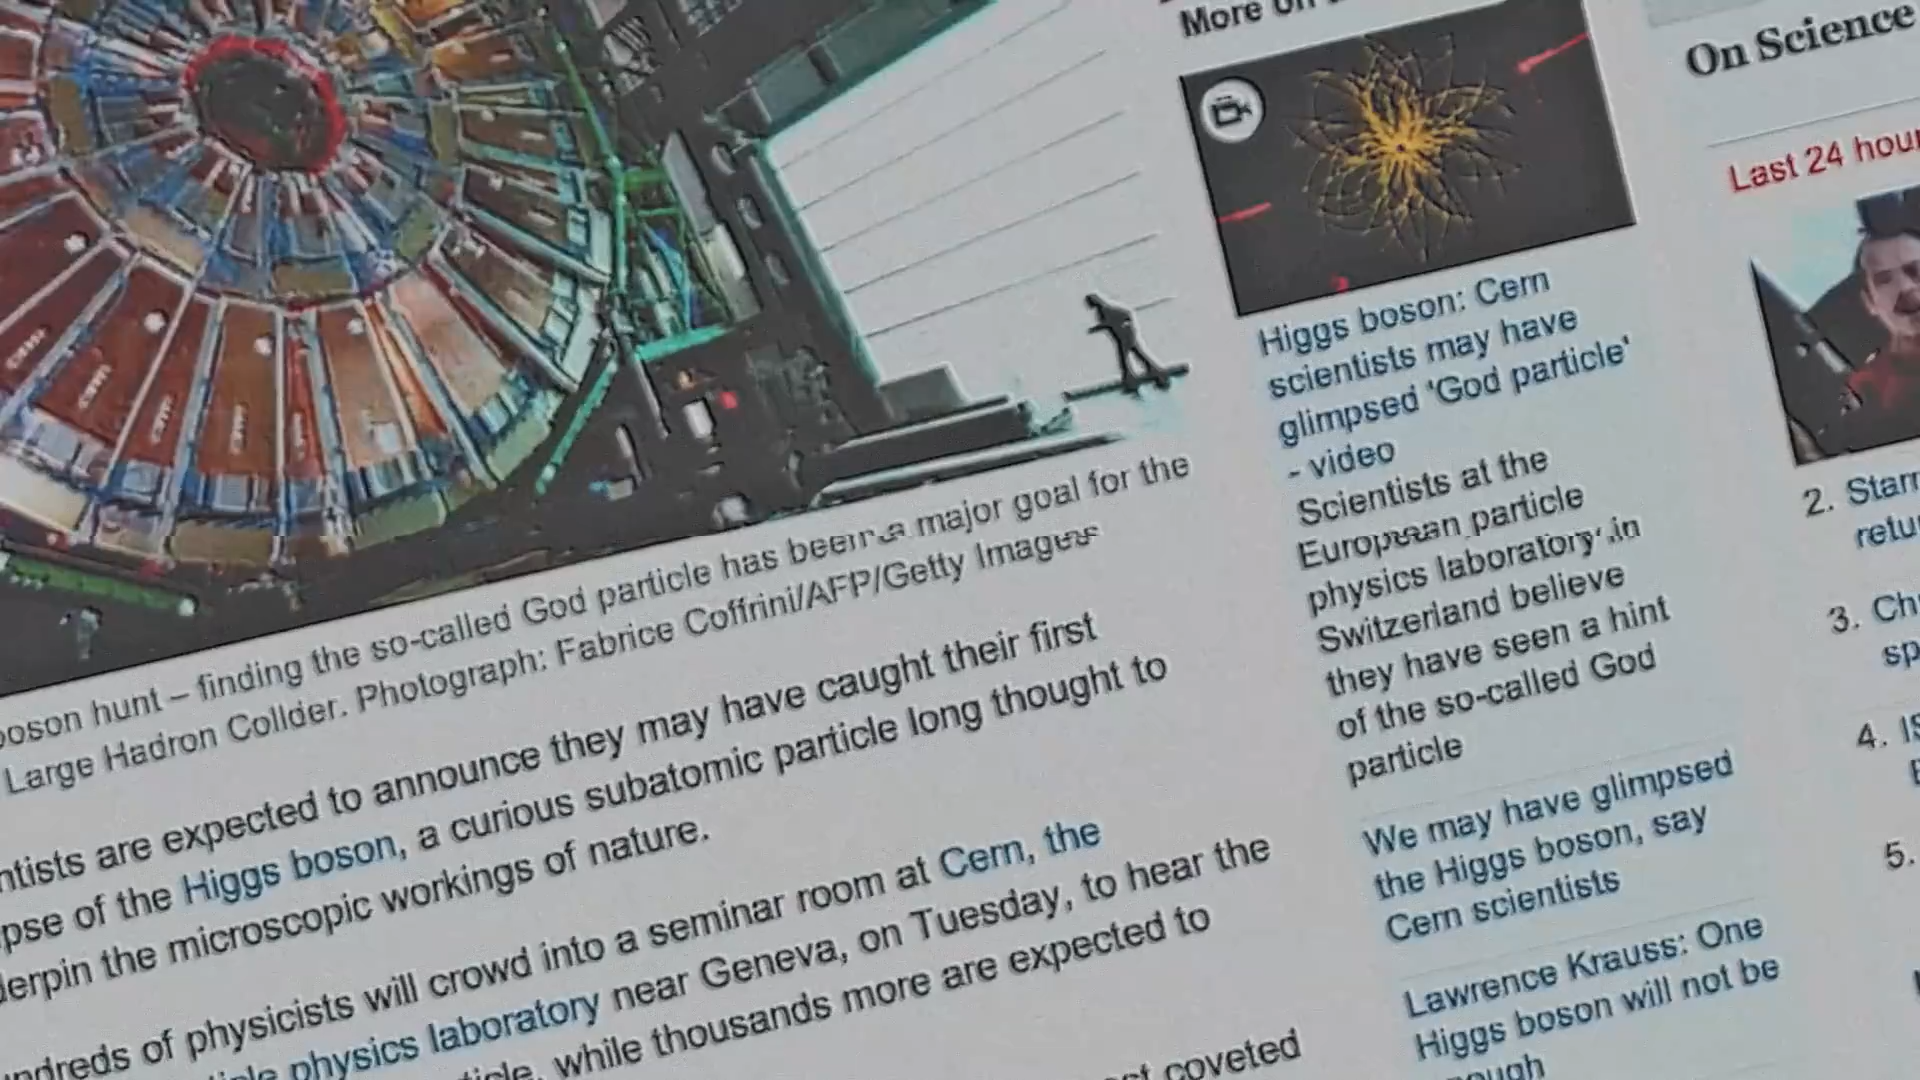 boson hunt – finding the so-called God particle has been a major goal for the
Large Hadron Collder. Photograph: Fabrice Coffrini/AFP/Getty Images
ntists are expected to announce they may have caught their first
pse of the Higgs boson, a curious subatomic particle long thought to
derpin the microscopic workings of nature.
ndreds of physicists will crowd into a seminar room at Cern, the
physics laboratory near Geneva, on Tuesday, to hear the
ticle, while thousands more are expected to
st coveted
More on
Higgs boson: Cern
scientists may have
glimpsed 'God particle'
- video
Scientists at the
European particle
physics laboratory in
Switzerland believe
they have seen a hint
of the so-called God
particle
We may have glimpsed
the Higgs boson, say
Cern scientists
Lawrence Krauss: One
Higgs boson will not be
nough
On Science
Last 24 hour
2. Starr
retu
3. Ch
sp
4. IS
5.